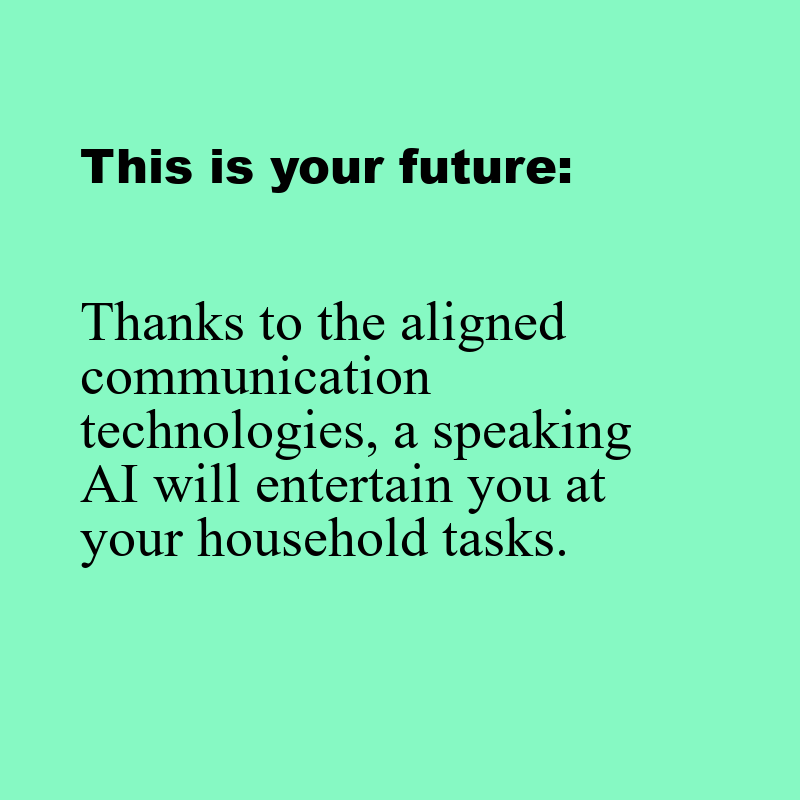 This is your future:
Thanks to the aligned
communication
technologies, a speaking
AI will entertain you at
your household tasks.